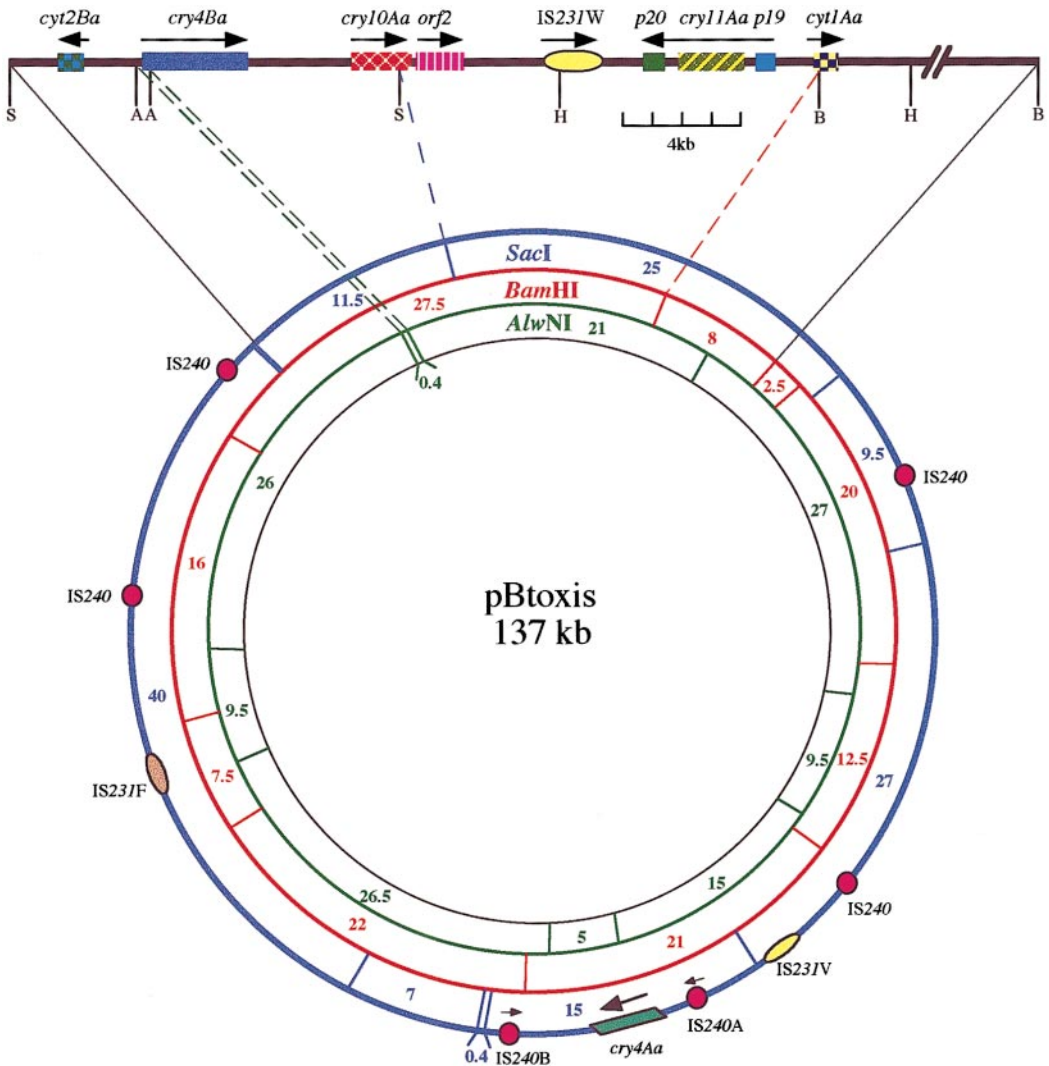 cyt2Ba cry4Ba cry10Aa orf2 IS231W p20 cry11Aa p19 cyt1Aa
S A A S H B H B
4kb
SacI
25
11.5
27.5
BamHI
AlwNI
21
8
0.4
2.5
IS240
9.5
IS240
26
20
27
16
pBtoxis
137 kb
IS240
40
9.5
9.5
12.5
27
7.5
IS231F
26.5
15
IS240
22
5
21
IS231V
7
15
IS240A
0.4
IS240B
cry4Aa